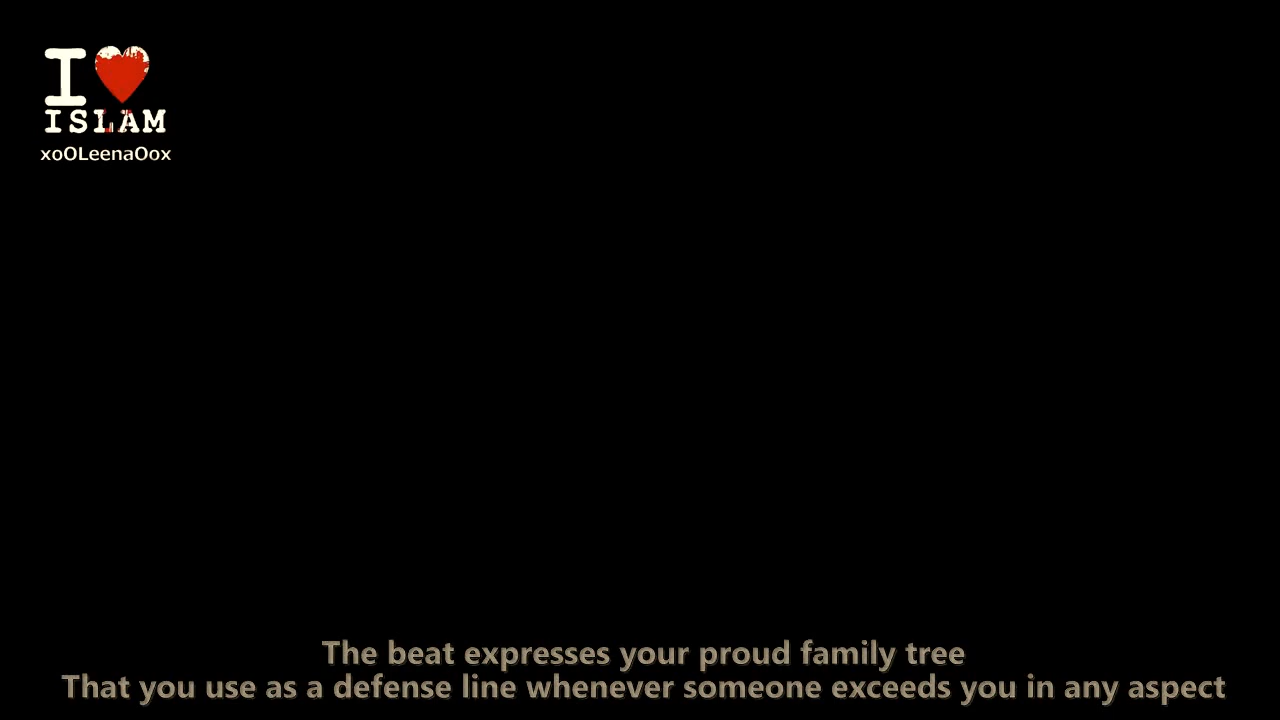 I
ISLAM
xoOLeenaOox
The beat expresses your proud family tree
That you use as a defense line whenever someone exceeds you in any aspect